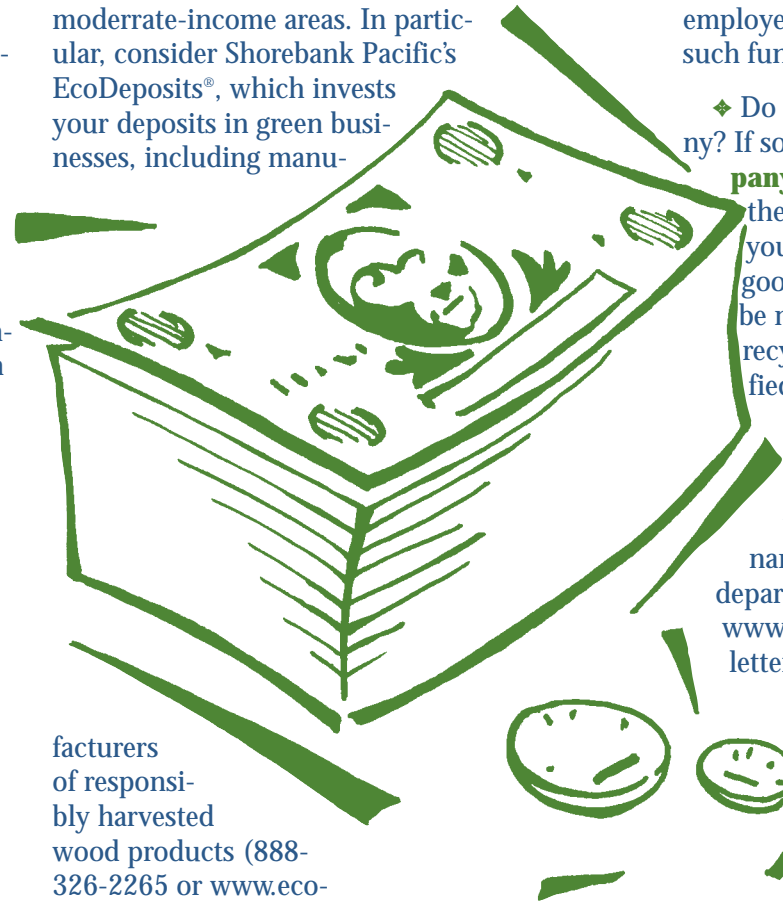 moderrate-income areas. In partic-
ular, consider Shorebank Pacific's
EcoDeposits®, which invests
your deposits in green busi-
nesses, including manu-
facturers
of responsi-
bly harvested
wood products (888-
326-2265 or www.eco-
employe
such fun
❖ Do
ny? If so
pany
the
you
goo
be r
recy
fied
nar
depar
www.
letter